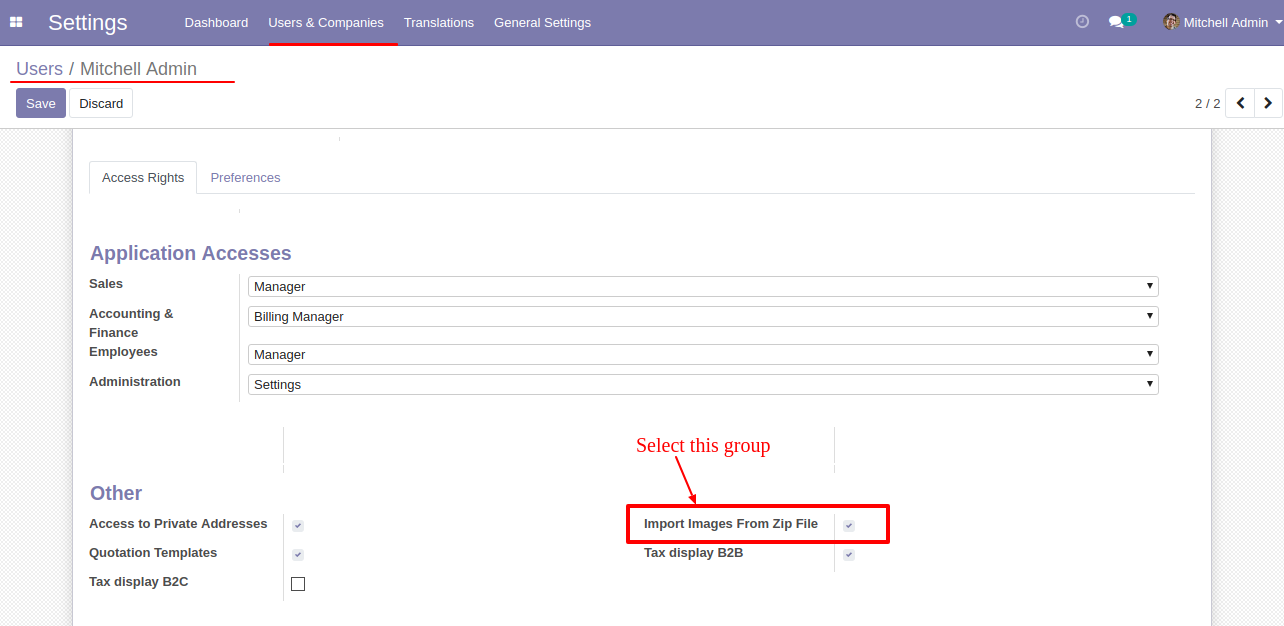 Settings Dashboard Users & Companies Translations General Settings 1 Mitchell Admin
Users / Mitchell Admin
Save Discard 2 / 2
Access Rights Preferences
Application Accesses
Sales Manager
Accounting & Finance Billing Manager
Employees Manager
Administration Settings
Select this group
Other
Access to Private Addresses Import Images From Zip File
Quotation Templates Tax display B2B
Tax display B2C